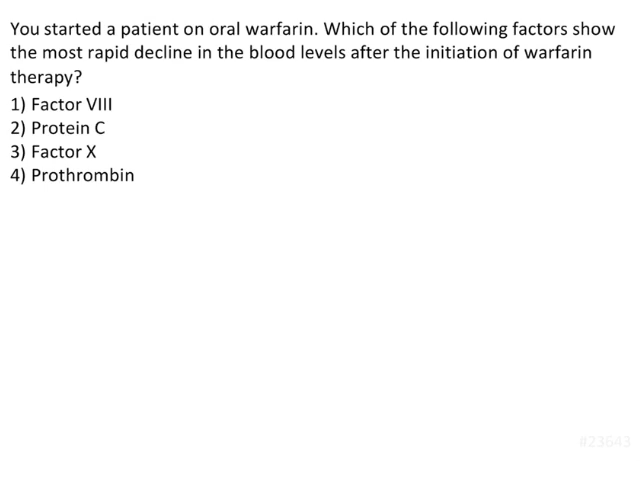 You started a patient on oral warfarin. Which of the following factors show
the most rapid decline in the blood levels after the initiation of warfarin
therapy?
1) Factor VIII
2) Protein C
3) Factor X
4) Prothrombin
#23643